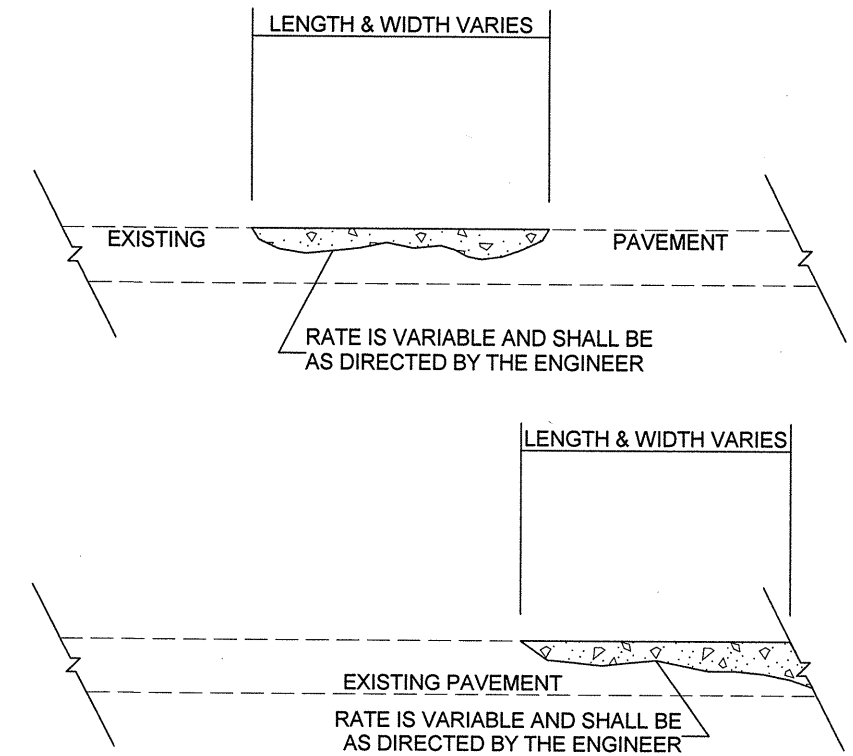 LENGTH & WIDTH VARIES
EXISTING
PAVEMENT
RATE IS VARIABLE AND SHALL BE
AS DIRECTED BY THE ENGINEER
LENGTH & WIDTH VARIES
EXISTING PAVEMENT
RATE IS VARIABLE AND SHALL BE
AS DIRECTED BY THE ENGINEER